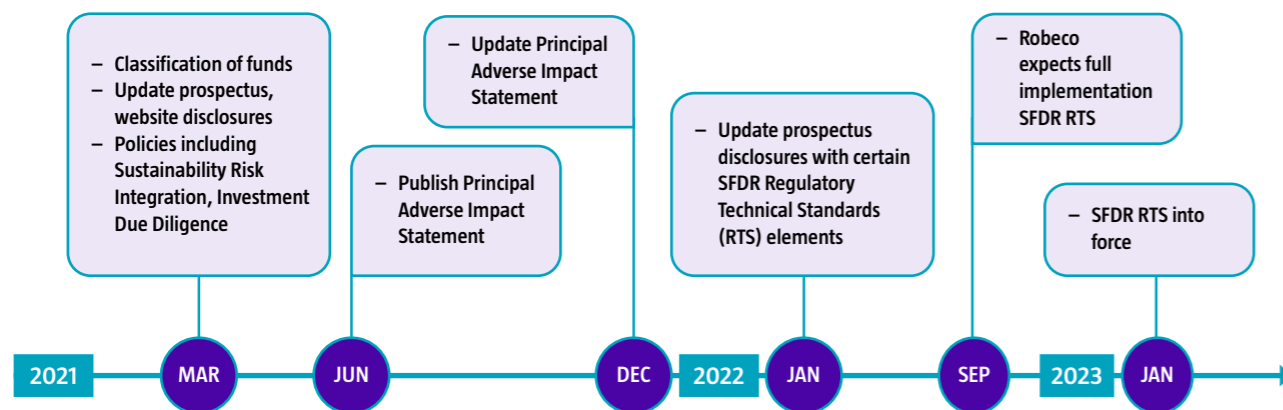 – Classification of funds
– Update prospectus,
website disclosures
– Policies including
Sustainability Risk
Integration, Investment
Due Diligence
– Publish Principal
Adverse Impact
Statement
– Update Principal
Adverse Impact
Statement
– Update prospectus
disclosures with certain
SFDR Regulatory
Technical Standards
(RTS) elements
– Robeco
expects full
implementation
SFDR RTS
– SFDR RTS into
force
2021
MAR
JUN
DEC
2022
JAN
SEP
2023
JAN